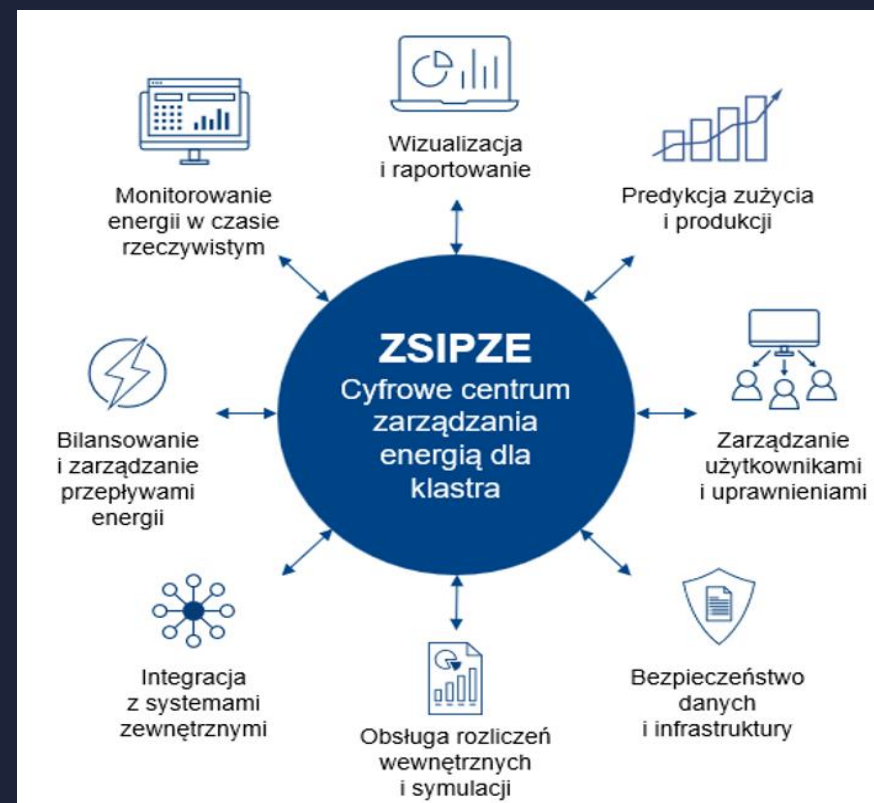 Wizualizacja
i raportowanie
Monitorowanie
energii w czasie
rzeczywistym
Predykcja zużycia
i produkcji
ZSIPZE
Cyfrowe centrum
zarządzania
energią dla
klastra
Bilansowanie
i zarządzanie
przepływami
energii
Zarządzanie
użytkownikami
i uprawnieniami
Integracja
z systemami
zewnętrznymi
Obsługa rozliczeń
wewnętrznych
i symulacji
Bezpieczeństwo
danych
i infrastruktury